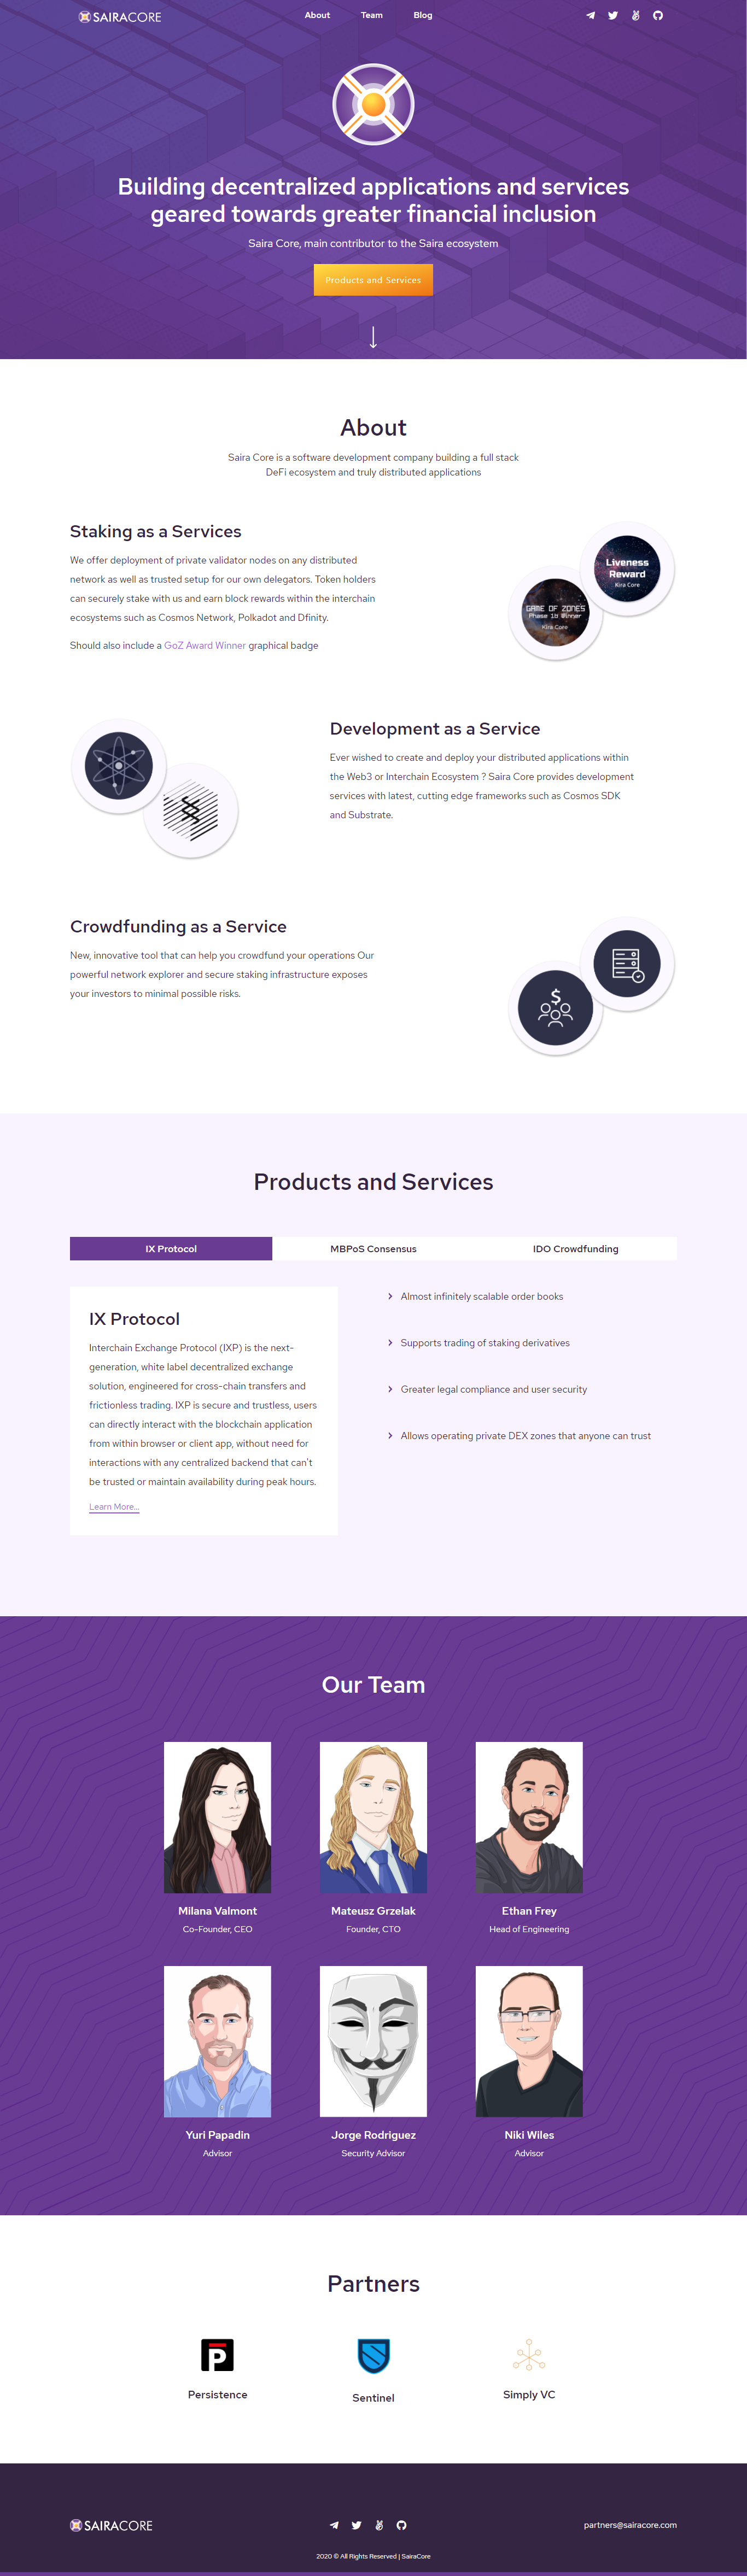 SAIRACORE
About
Team
Blog
Building decentralized applications and services
geared towards greater financial inclusion
Saira Core, main contributor to the Saira ecosystem
Products and Services
About
Saira Core is a software development company building a full stack
DeFi ecosystem and truly distributed applications
Staking as a Services
We offer deployment of private validator nodes on any distributed
network as well as trusted setup for our own delegators. Token holders
can securely stake with us and earn block rewards within the interchain
ecosystems such as Cosmos Network, Polkadot and Dfinity.
Should also include a GoZ Award Winner graphical badge
Liveness
Reward
Kira Core
GAME OF ZONES
Phase 1b Winner
Kira Core
Development as a Service
Ever wished to create and deploy your distributed applications within
the Web3 or Interchain Ecosystem ? Saira Core provides development
services with latest, cutting edge frameworks such as Cosmos SDK
and Substrate.
Crowdfunding as a Service
New, innovative tool that can help you crowdfund your operations Our
powerful network explorer and secure staking infrastructure exposes
your investors to minimal possible risks.
Products and Services
IX Protocol
MBPoS Consensus
IDO Crowdfunding
IX Protocol
Interchain Exchange Protocol (IXP) is the next-
generation, white label decentralized exchange
solution, engineered for cross-chain transfers and
frictionless trading. IXP is secure and trustless, users
can directly interact with the blockchain application
from within browser or client app, without need for
interactions with any centralized backend that can't
be trusted or maintain availability during peak hours.
Learn More...
Almost infinitely scalable order books
Supports trading of staking derivatives
Greater legal compliance and user security
Allows operating private DEX zones that anyone can trust
Our Team
Milana Valmont
Co-Founder, CEO
Mateusz Grzelak
Founder, CTO
Ethan Frey
Head of Engineering
Yuri Papadin
Advisor
Jorge Rodriguez
Security Advisor
Niki Wiles
Advisor
Partners
Persistence
Sentinel
Simply VC
SAIRACORE
partners@sairacore.com
2020 © All Rights Reserved | SairaCore